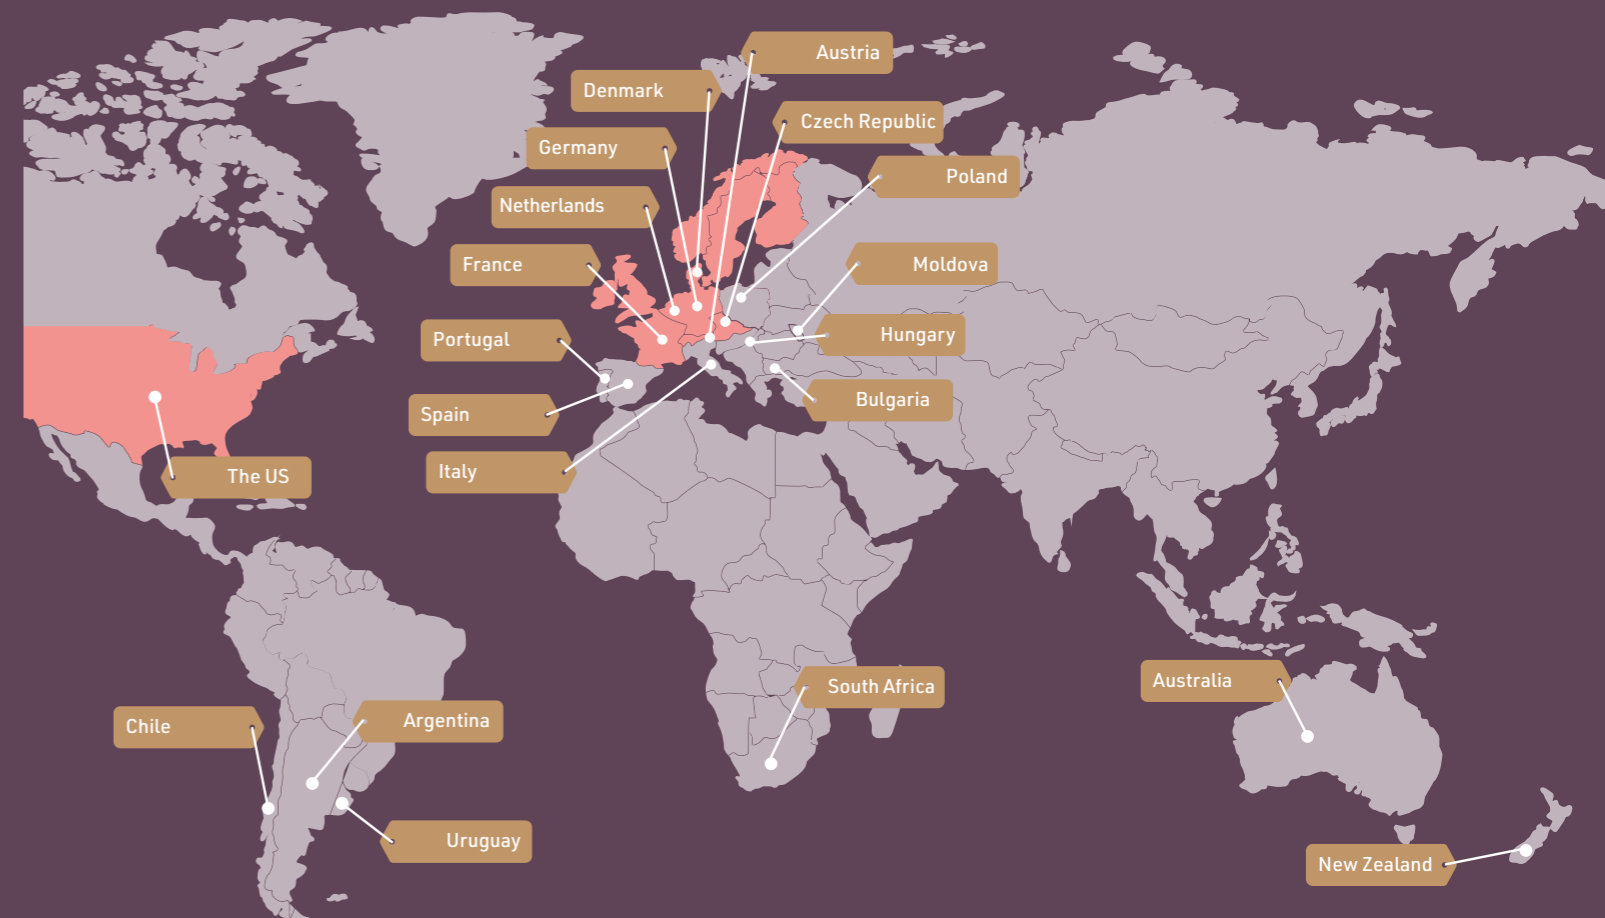 Austria
Denmark
Czech Republic
Germany
Poland
Netherlands
France
Moldova
Portugal
Hungary
Spain
Bulgaria
Italy
The US
South Africa
Australia
Chile
Argentina
Uruguay
New Zealand